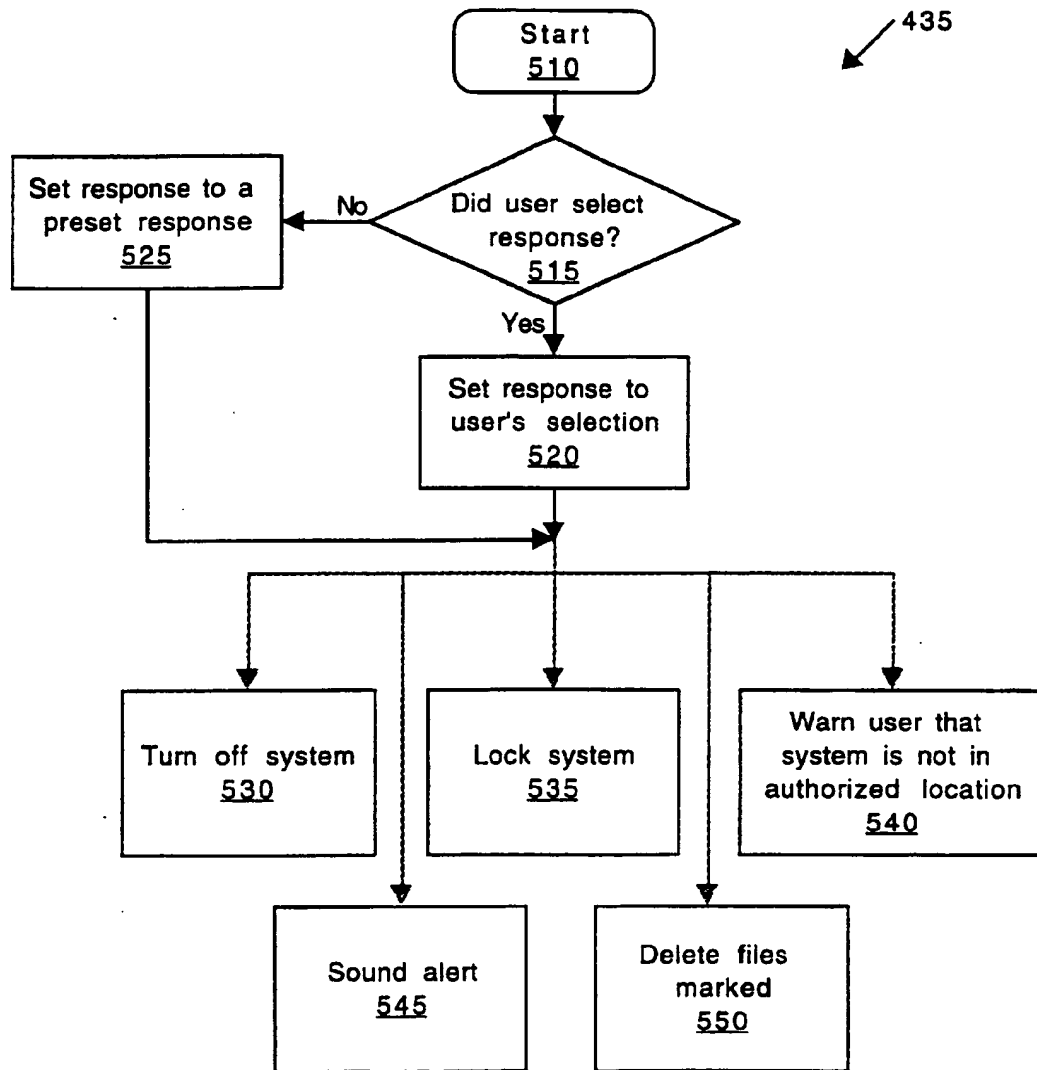 Start
510
435
Did user select
response?
515
No
Set response to a
preset response
525
Yes
Set response to
user's selection
520
Turn off system
530
Lock system
535
Warn user that
system is not in
authorized location
540
Sound alert
545
Delete files
marked
550